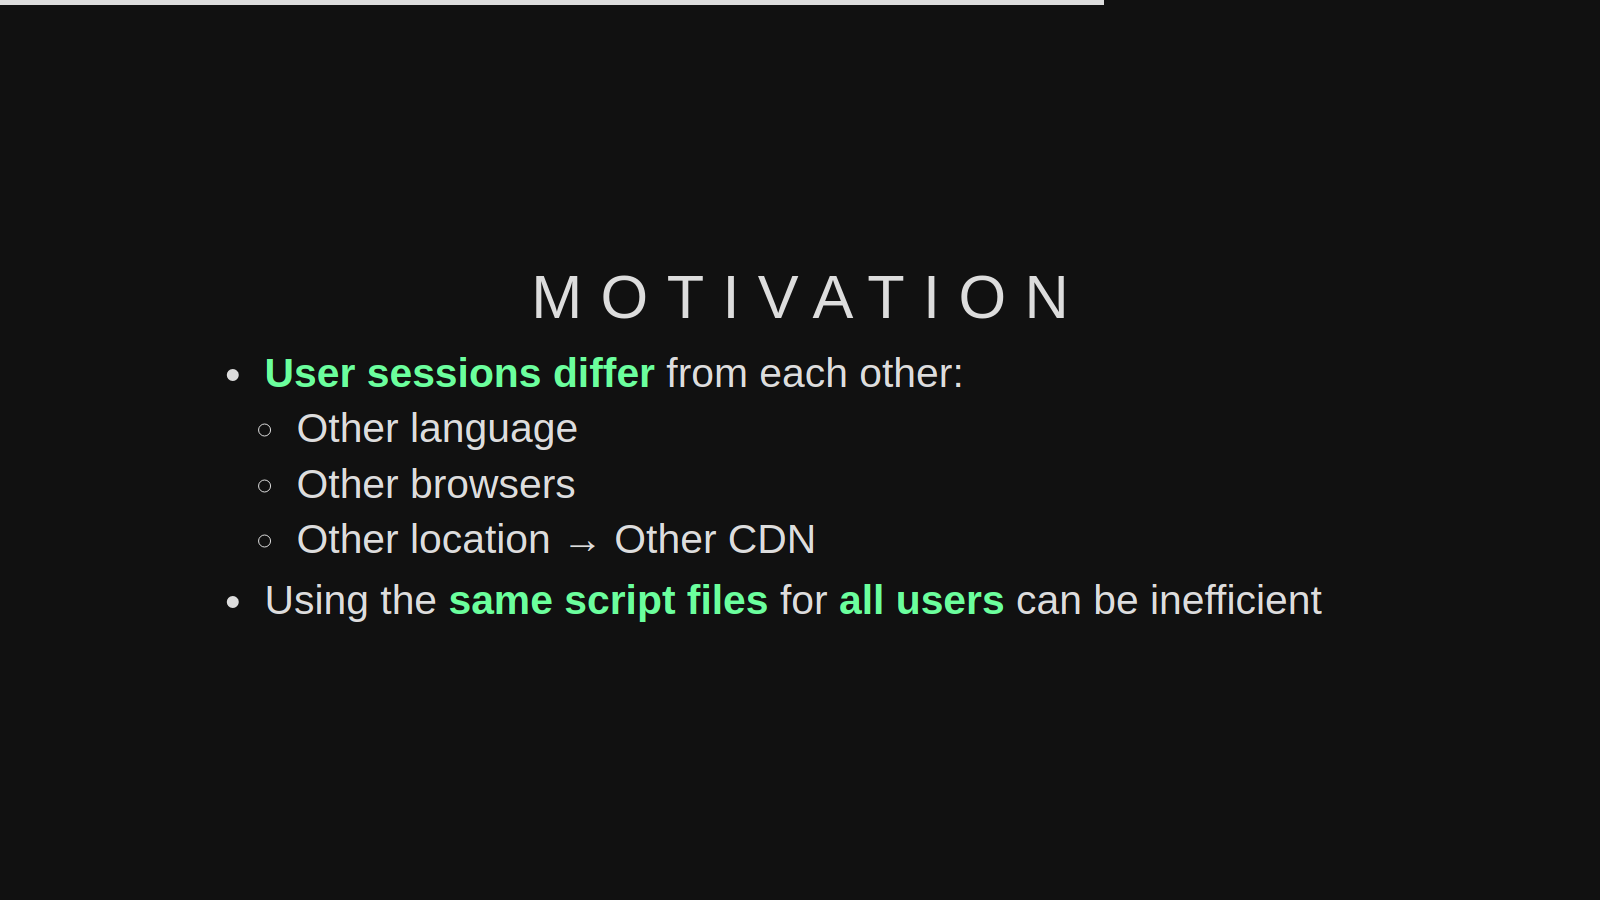 MOTIVATION
User sessions differ from each other:
Other language
Other browsers
Other location → Other CDN
Using the same script files for all users can be inefficient